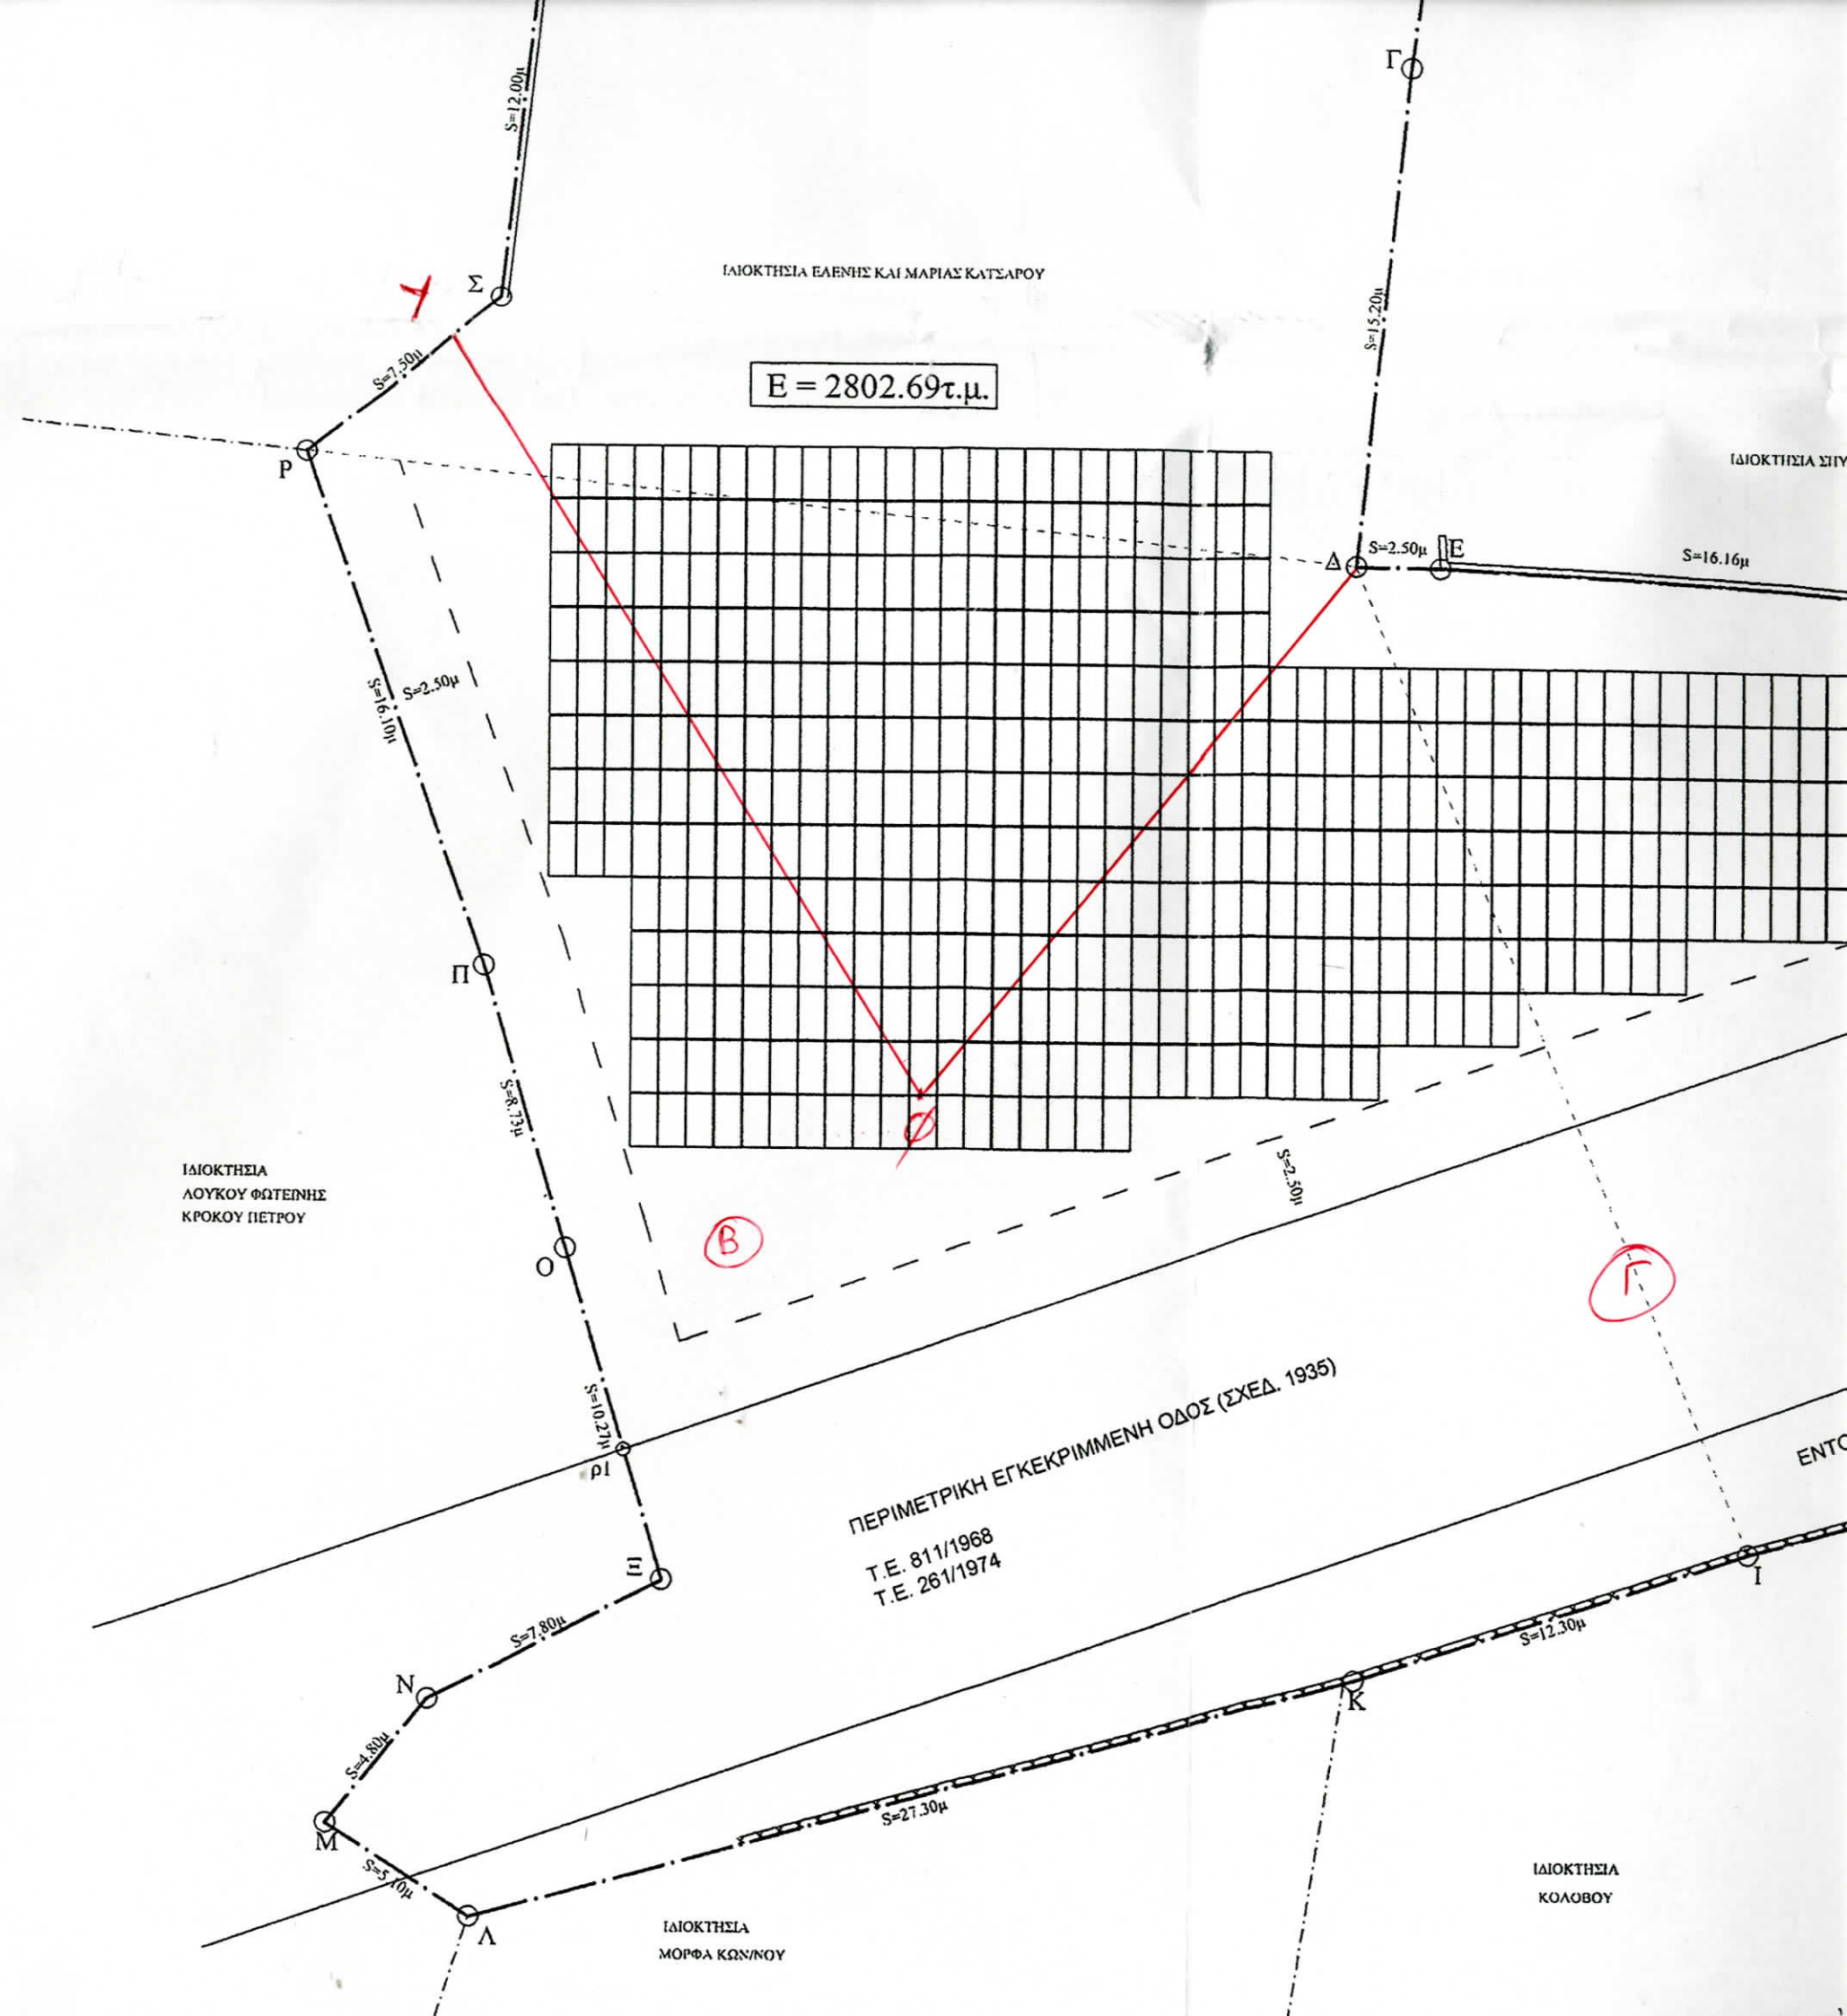 Γ
S=12.00μ
ΙΔΙΟΚΤΗΣΙΑ ΕΛΕΝΗΣ ΚΑΙ ΜΑΡΙΑΣ ΚΑΤΣΑΡΟΥ
Υ
Σ
S=15.20μ
S=7.50μ
Ε = 2802.69τ.μ.
Ρ
ΙΔΙΟΚΤΗΣΙΑ ΣΠΥ
Δ
S=2.50μ
Ε
S=16.16μ
S=16.10μ
S=2.50μ
Π
S=8.73μ
Φ
ΙΔΙΟΚΤΗΣΙΑ
ΛΟΥΚΟΥ ΦΩΤΕΙΝΗΣ
ΚΡΟΚΟΥ ΠΕΤΡΟΥ
S=2.50μ
Β
Ο
Γ
S=10.27μ
ρ1
ΠΕΡΙΜΕΤΡΙΚΗ ΕΓΚΕΚΡΙΜΜΕΝΗ ΟΔΟΣ (ΣΧΕΔ. 1935)
Τ.Ε. 811/1968
Τ.Ε. 261/1974
ΕΝΤΟ
Ξ
Ι
S=7.80μ
S=12.30μ
Ν
Κ
S=4.80μ
S=27.30μ
Μ
S=5.10μ
Λ
ΙΔΙΟΚΤΗΣΙΑ
ΚΟΛΟΒΟΥ
ΙΔΙΟΚΤΗΣΙΑ
ΜΟΡΦΑ ΚΩΝ/ΝΟΥ